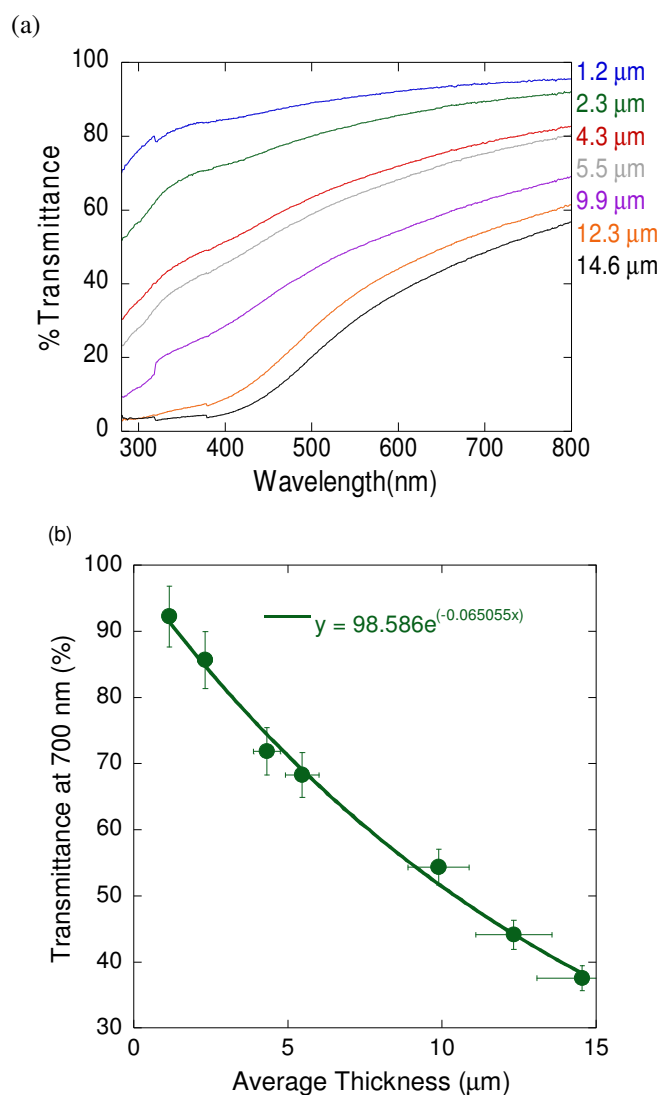 (a)
100
80
60
40
20
0
% Transmittance
300 400 500 600 700 800
Wavelength(nm)
1.2 μm
2.3 μm
4.3 μm
5.5 μm
9.9 μm
12.3 μm
14.6 μm
(b)
100
90
80
70
60
50
40
30
Transmittance at 700 nm (%)
y = 98.586e^(-0.065055x)
0 5 10 15
Average Thickness (μm)